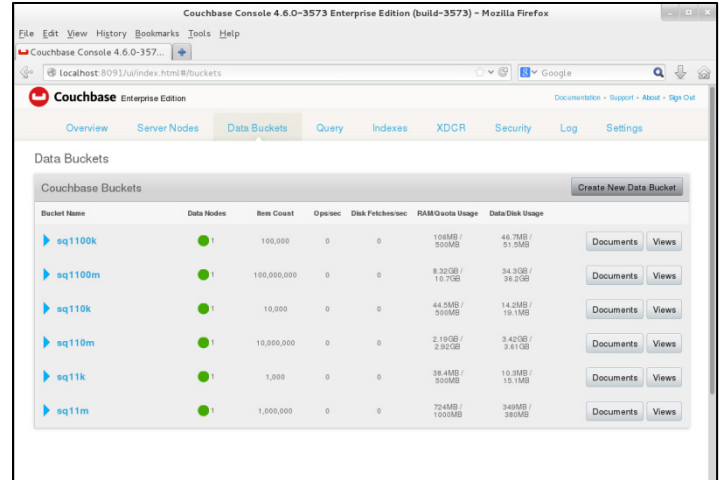 Couchbase Console 4.6.0-3573 Enterprise Edition (build-3573) - Mozilla Firefox
File Edit View History Bookmarks Tools Help
Couchbase Console 4.6.0-357...
localhost:8091/ui/index.html#/buckets
Google
Couchbase Enterprise Edition
Documentation • Support • About • Sign Out
Overview Server Nodes Data Buckets Query Indexes XDCR Security Log Settings
Data Buckets
Couchbase Buckets Create New Data Bucket
Bucket Name Data Nodes Item Count Ops/sec Disk Fetches/sec RAM/Quota Usage Data/Disk Usage
sq1100k 1 100,000 0 0 106MB / 500MB 46.7MB / 51.5MB Documents Views
sq1100m 1 100,000,000 0 0 8.32GB / 10.7GB 34.3GB / 36.2GB Documents Views
sq110k 1 10,000 0 0 44.5MB / 500MB 14.2MB / 19.1MB Documents Views
sq110m 1 10,000,000 0 0 2.19GB / 2.92GB 3.42GB / 3.61GB Documents Views
sq11k 1 1,000 0 0 38.4MB / 500MB 10.3MB / 15.1MB Documents Views
sq11m 1 1,000,000 0 0 724MB / 1000MB 349MB / 380MB Documents Views